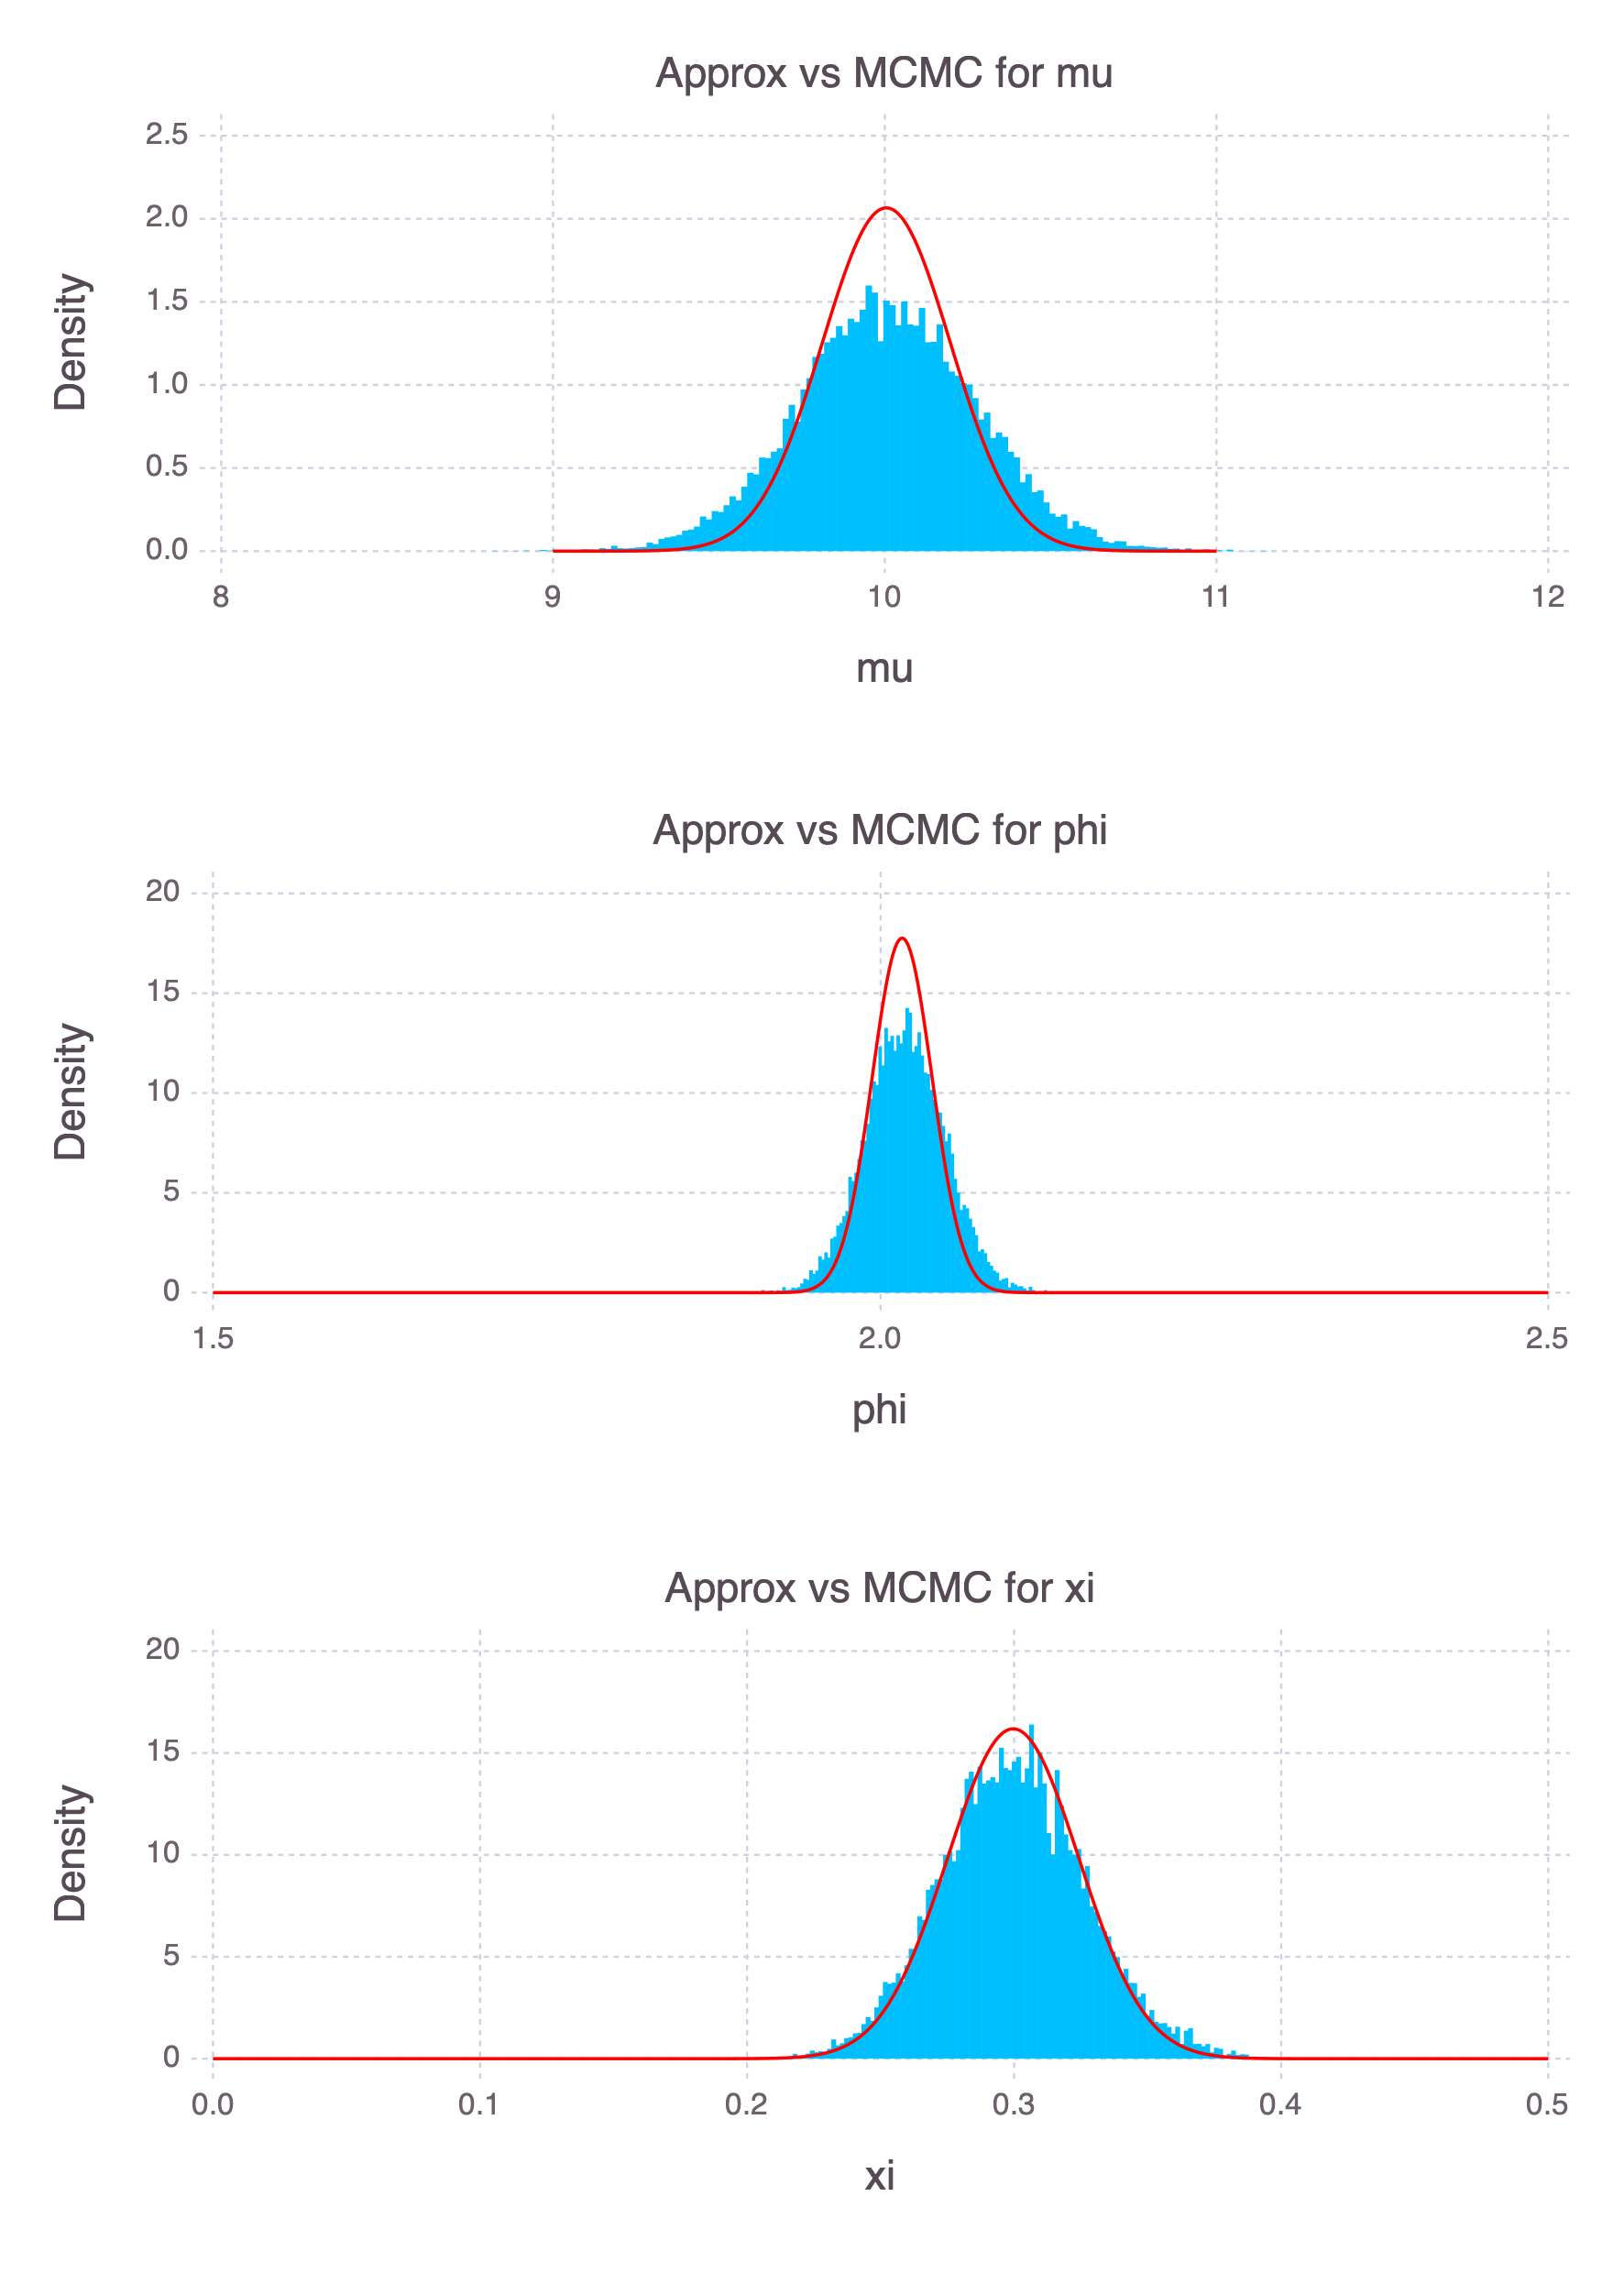 Approx vs MCMC for mu
2.5
2.0
1.5
1.0
0.5
0.0
Density
8 9 10 11 12
mu
Approx vs MCMC for phi
20
15
10
5
0
Density
1.5 2.0 2.5
phi
Approx vs MCMC for xi
20
15
10
5
0
Density
0.0 0.1 0.2 0.3 0.4 0.5
xi